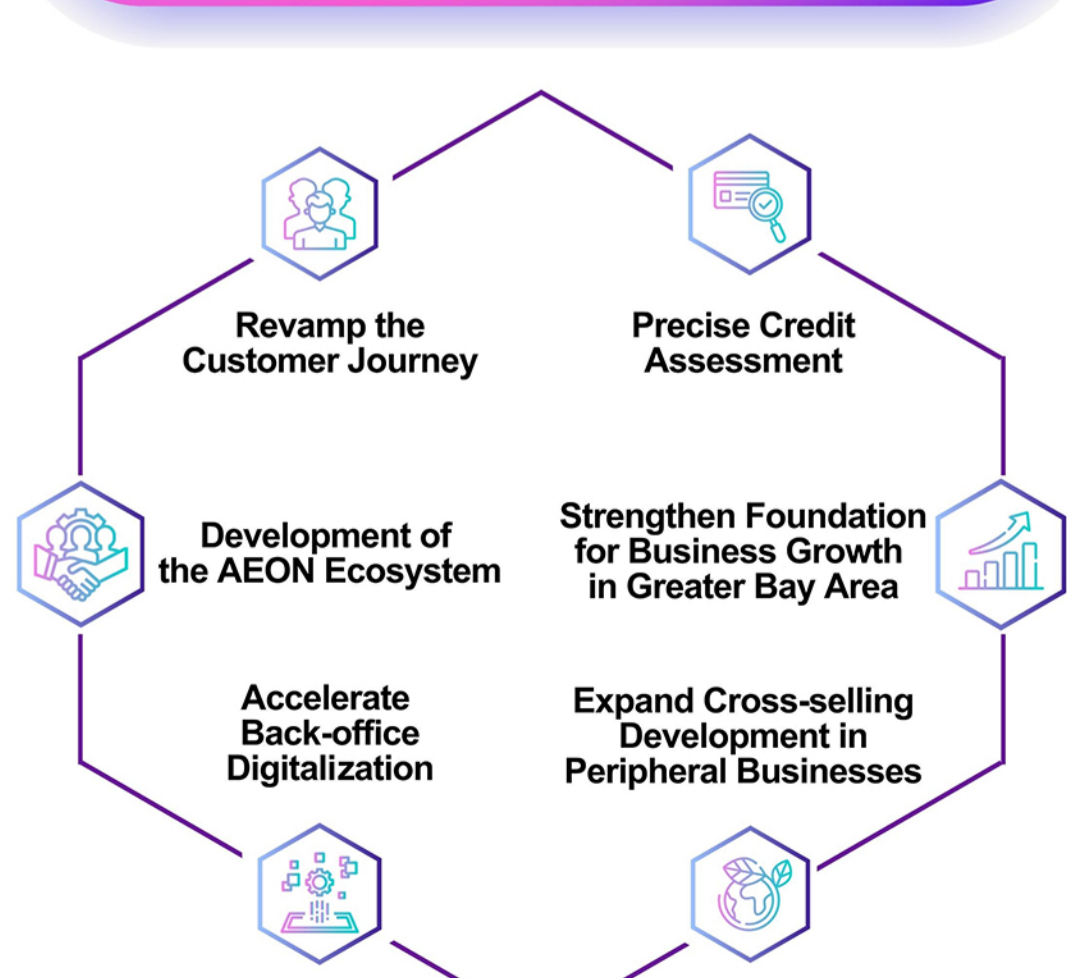 Revamp the
Customer Journey
Precise Credit
Assessment
Development of
the AEON Ecosystem
Strengthen Foundation
for Business Growth
in Greater Bay Area
Accelerate
Back-office
Digitalization
Expand Cross-selling
Development in
Peripheral Businesses